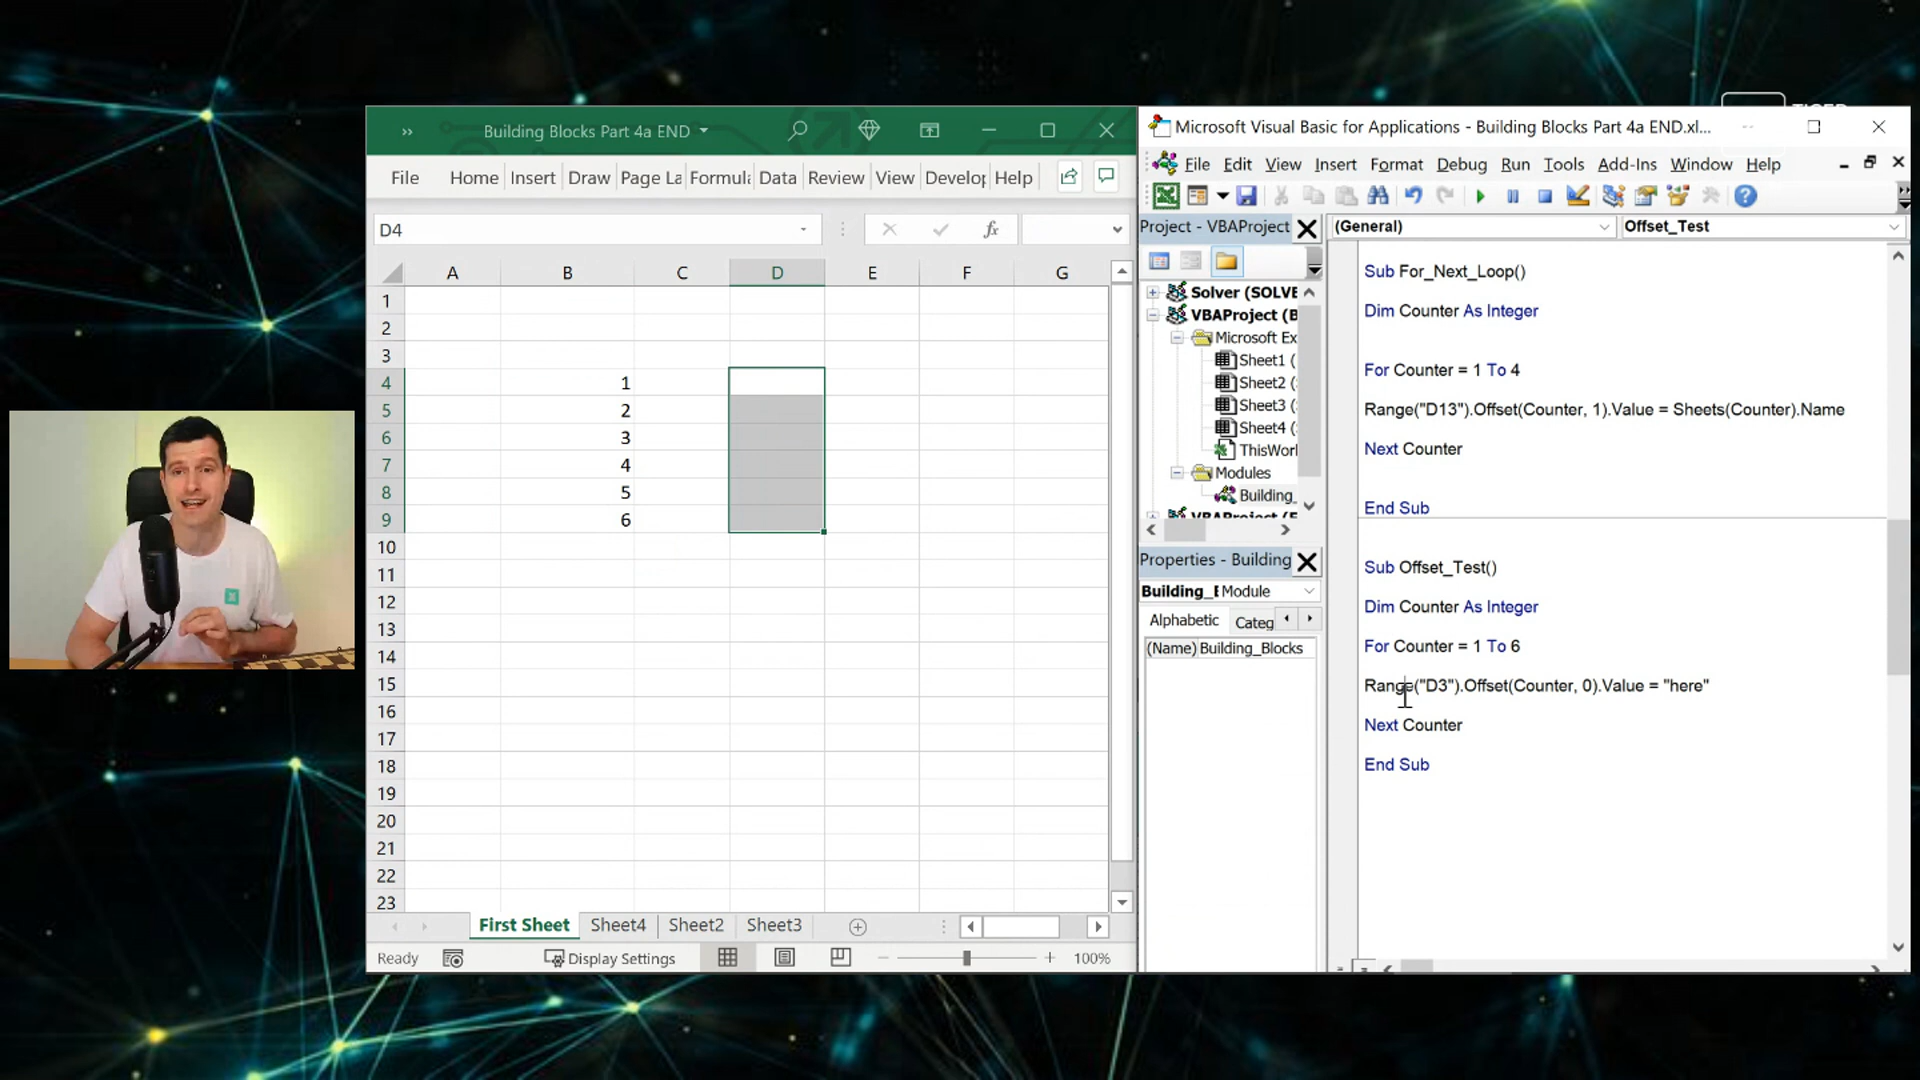 Building Blocks Part 4a END
File Home Insert Draw Page La Formula Data Review View Develop Help
D4
fx
A B C D E F G
1
2
3
4 1
5 2
6 3
7 4
8 5
9 6
10
11
12
13
14
15
16
17
18
19
20
21
22
23
First Sheet Sheet4 Sheet2 Sheet3
Ready Display Settings 100%
Microsoft Visual Basic for Applications - Building Blocks Part 4a END.xl...
File Edit View Insert Format Debug Run Tools Add-Ins Window Help
Project - VBAProject
Solver (SOLVE
VBAProject (B
Microsoft Ex
Sheet1 (
Sheet2 (
Sheet3 (
Sheet4 (
ThisWorl
Modules
Building_
Properties - Building
Building_E Module
Alphabetic Categ
(Name) Building_Blocks
(General) Offset_Test
Sub For_Next_Loop()
Dim Counter As Integer
For Counter = 1 To 4
Range("D13").Offset(Counter, 1).Value = Sheets(Counter).Name
Next Counter
End Sub
Sub Offset_Test()
Dim Counter As Integer
For Counter = 1 To 6
Range("D3").Offset(Counter, 0).Value = "here"
Next Counter
End Sub